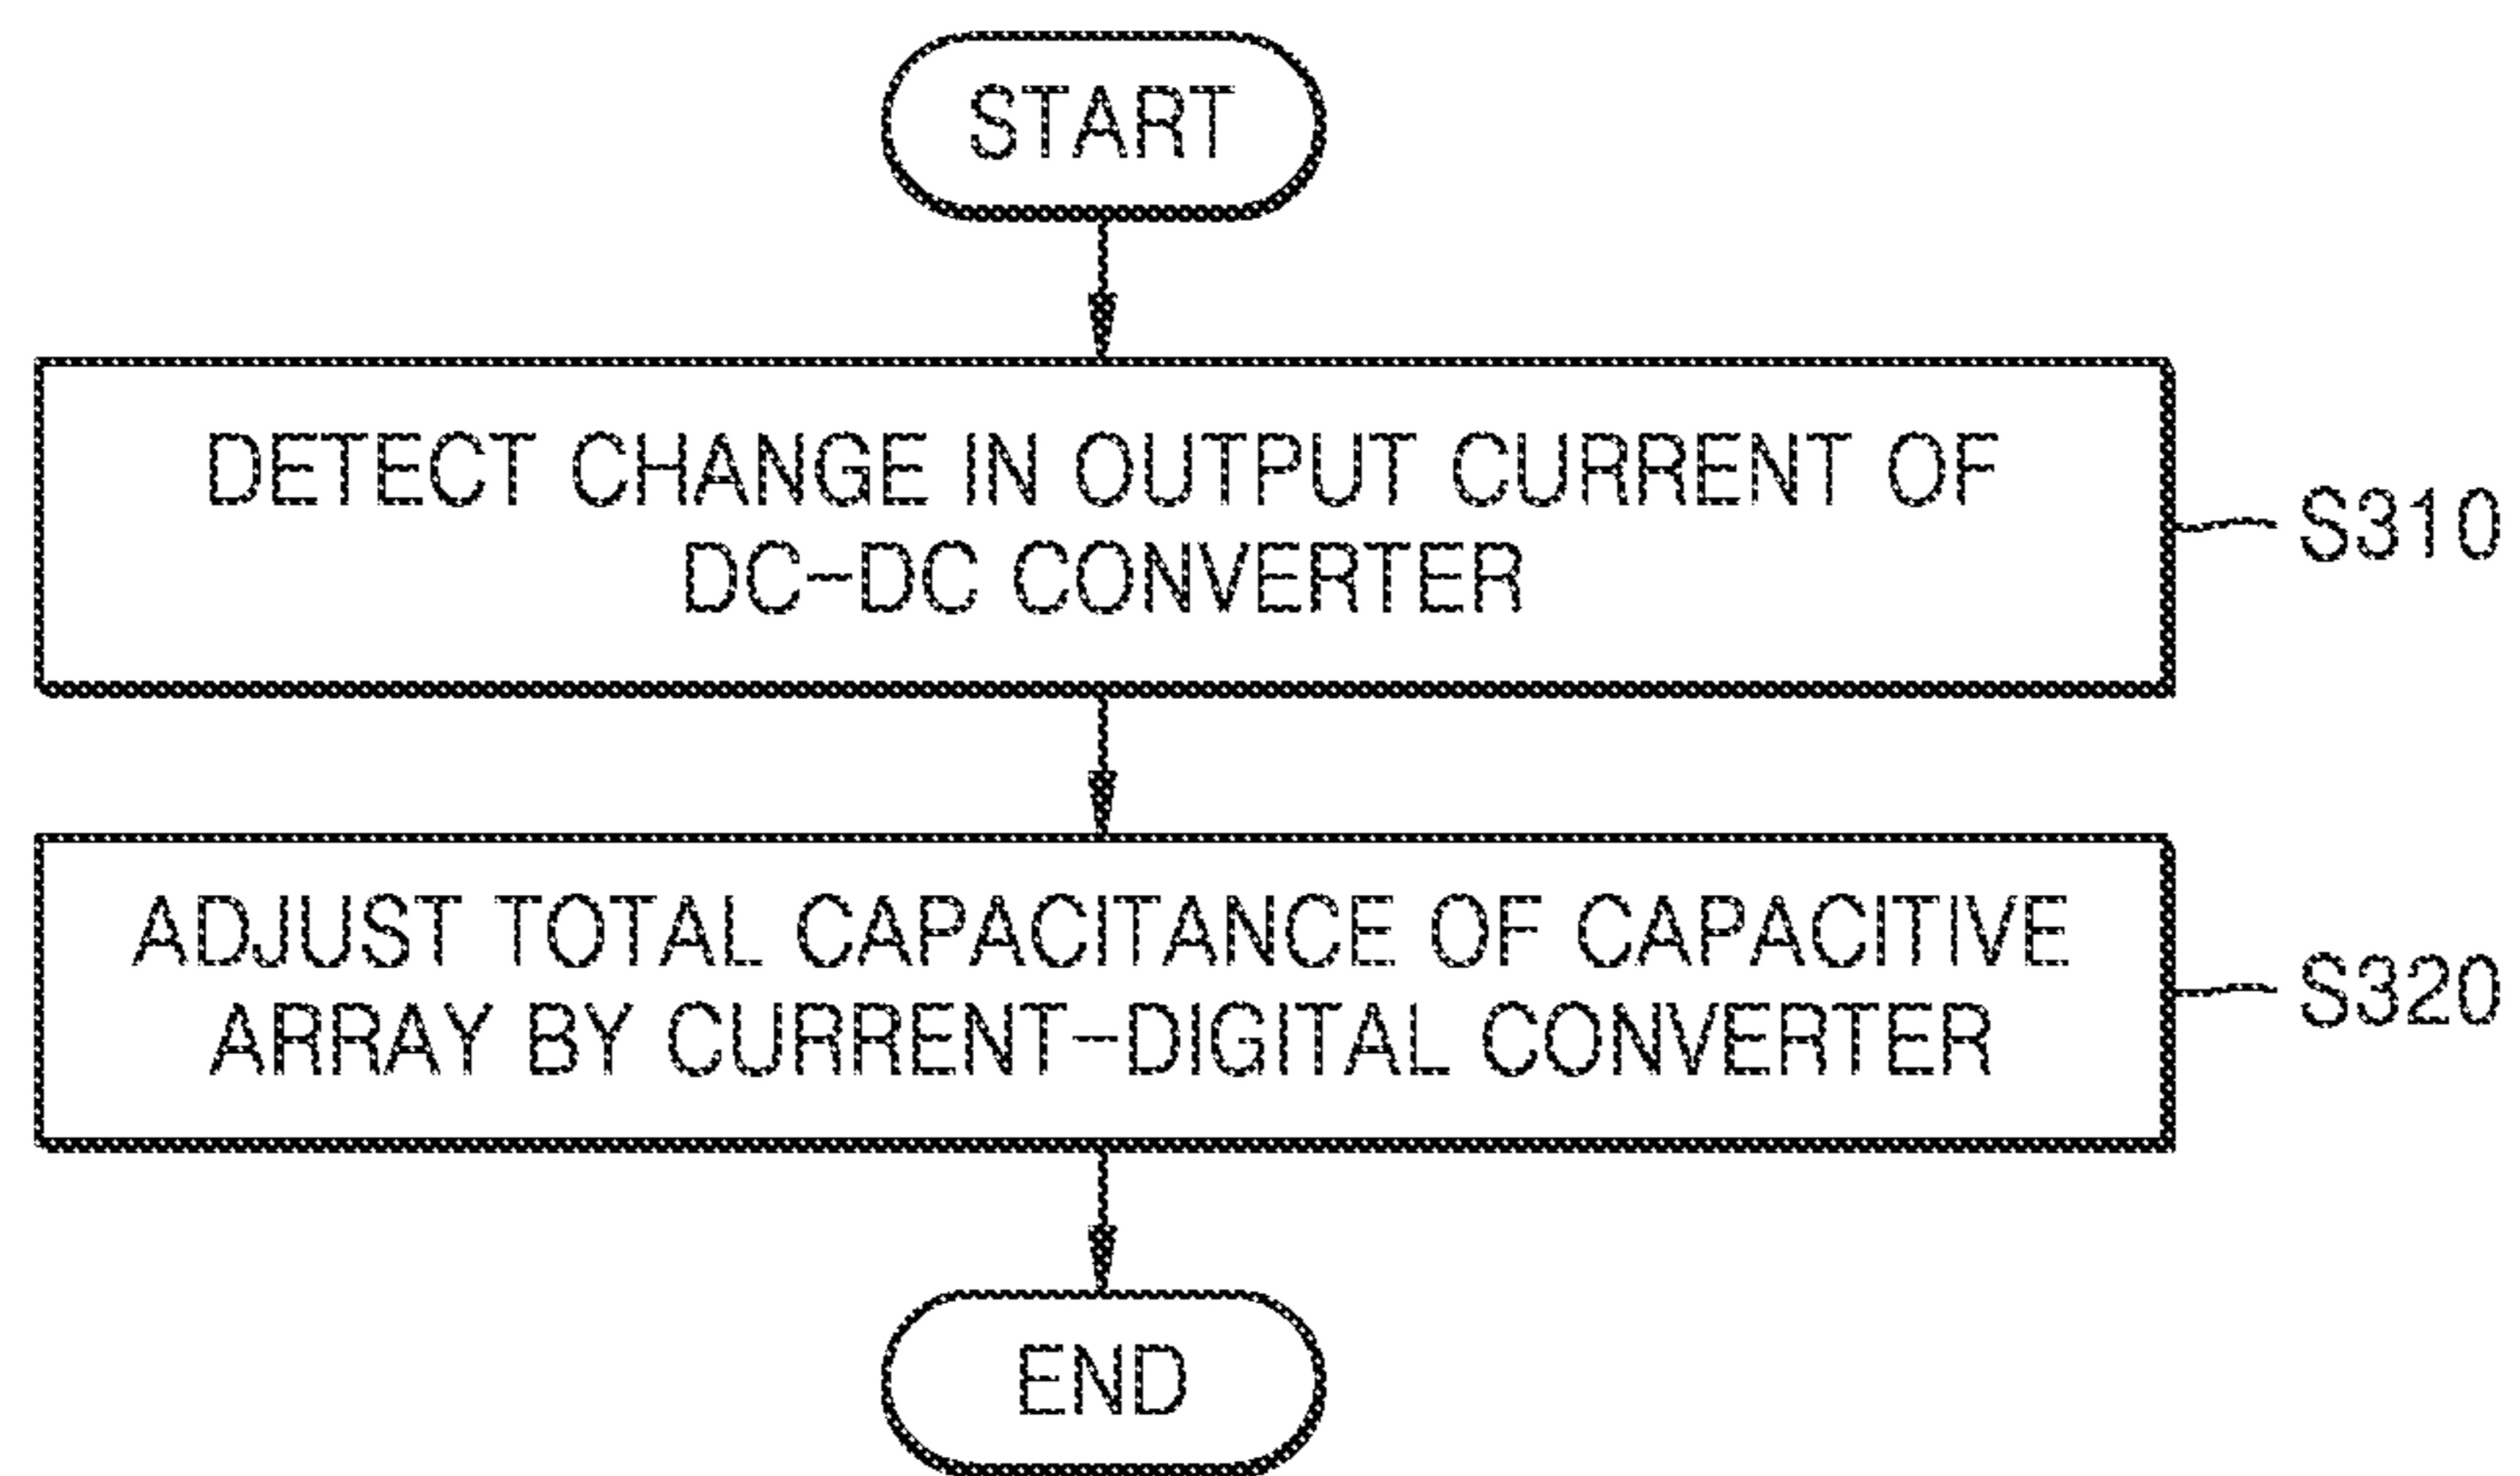 START
DETECT CHANGE IN OUTPUT CURRENT OF
DC-DC CONVERTER
S310
ADJUST TOTAL CAPACITANCE OF CAPACITIVE
ARRAY BY CURRENT-DIGITAL CONVERTER
S320
END